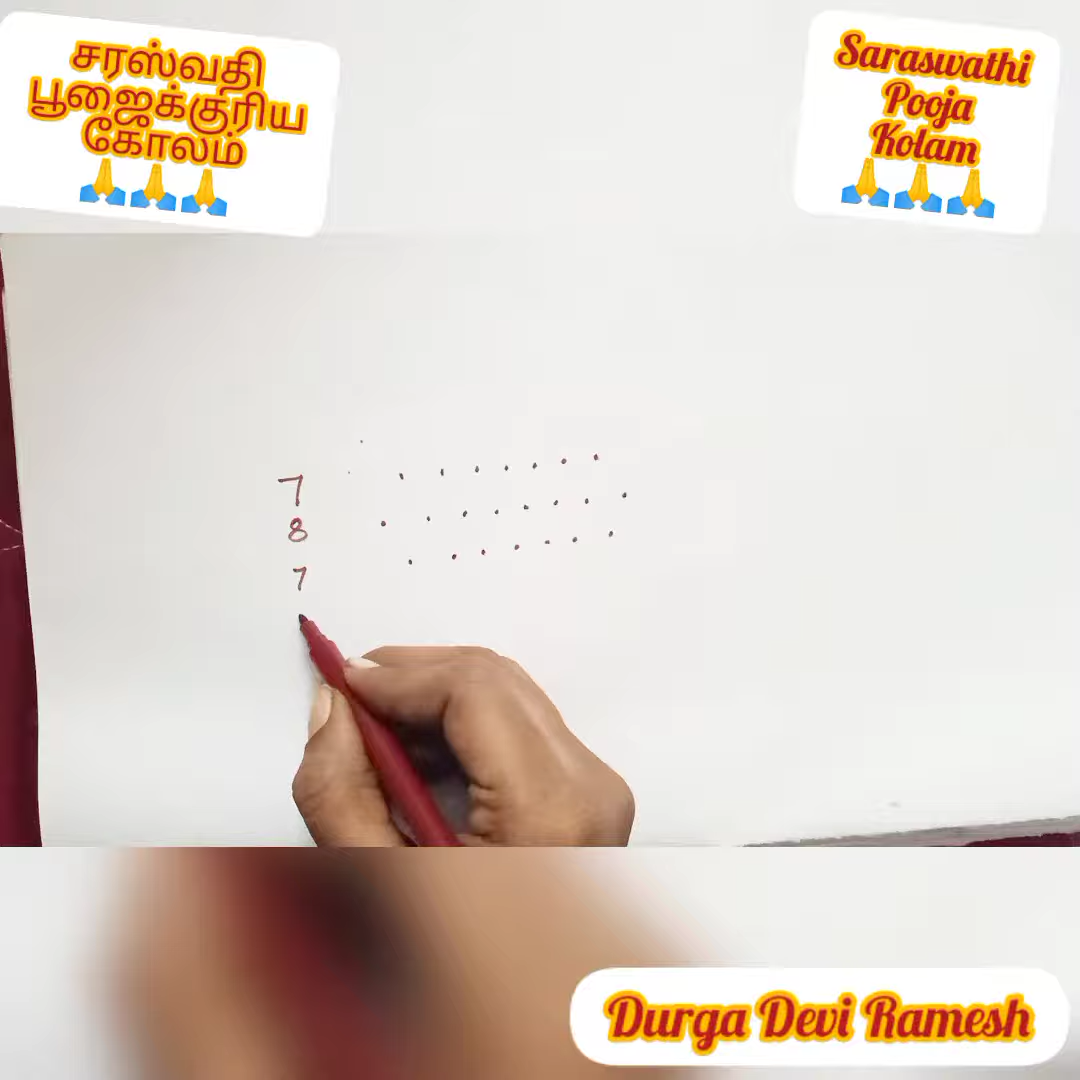 சரஸ்வதி
பூஜைக்குரிய
கோலம்
🙏🙏🙏
Saraswathi
Pooja
Kolam
🙏🙏🙏
7
8
7
Durga Devi Ramesh